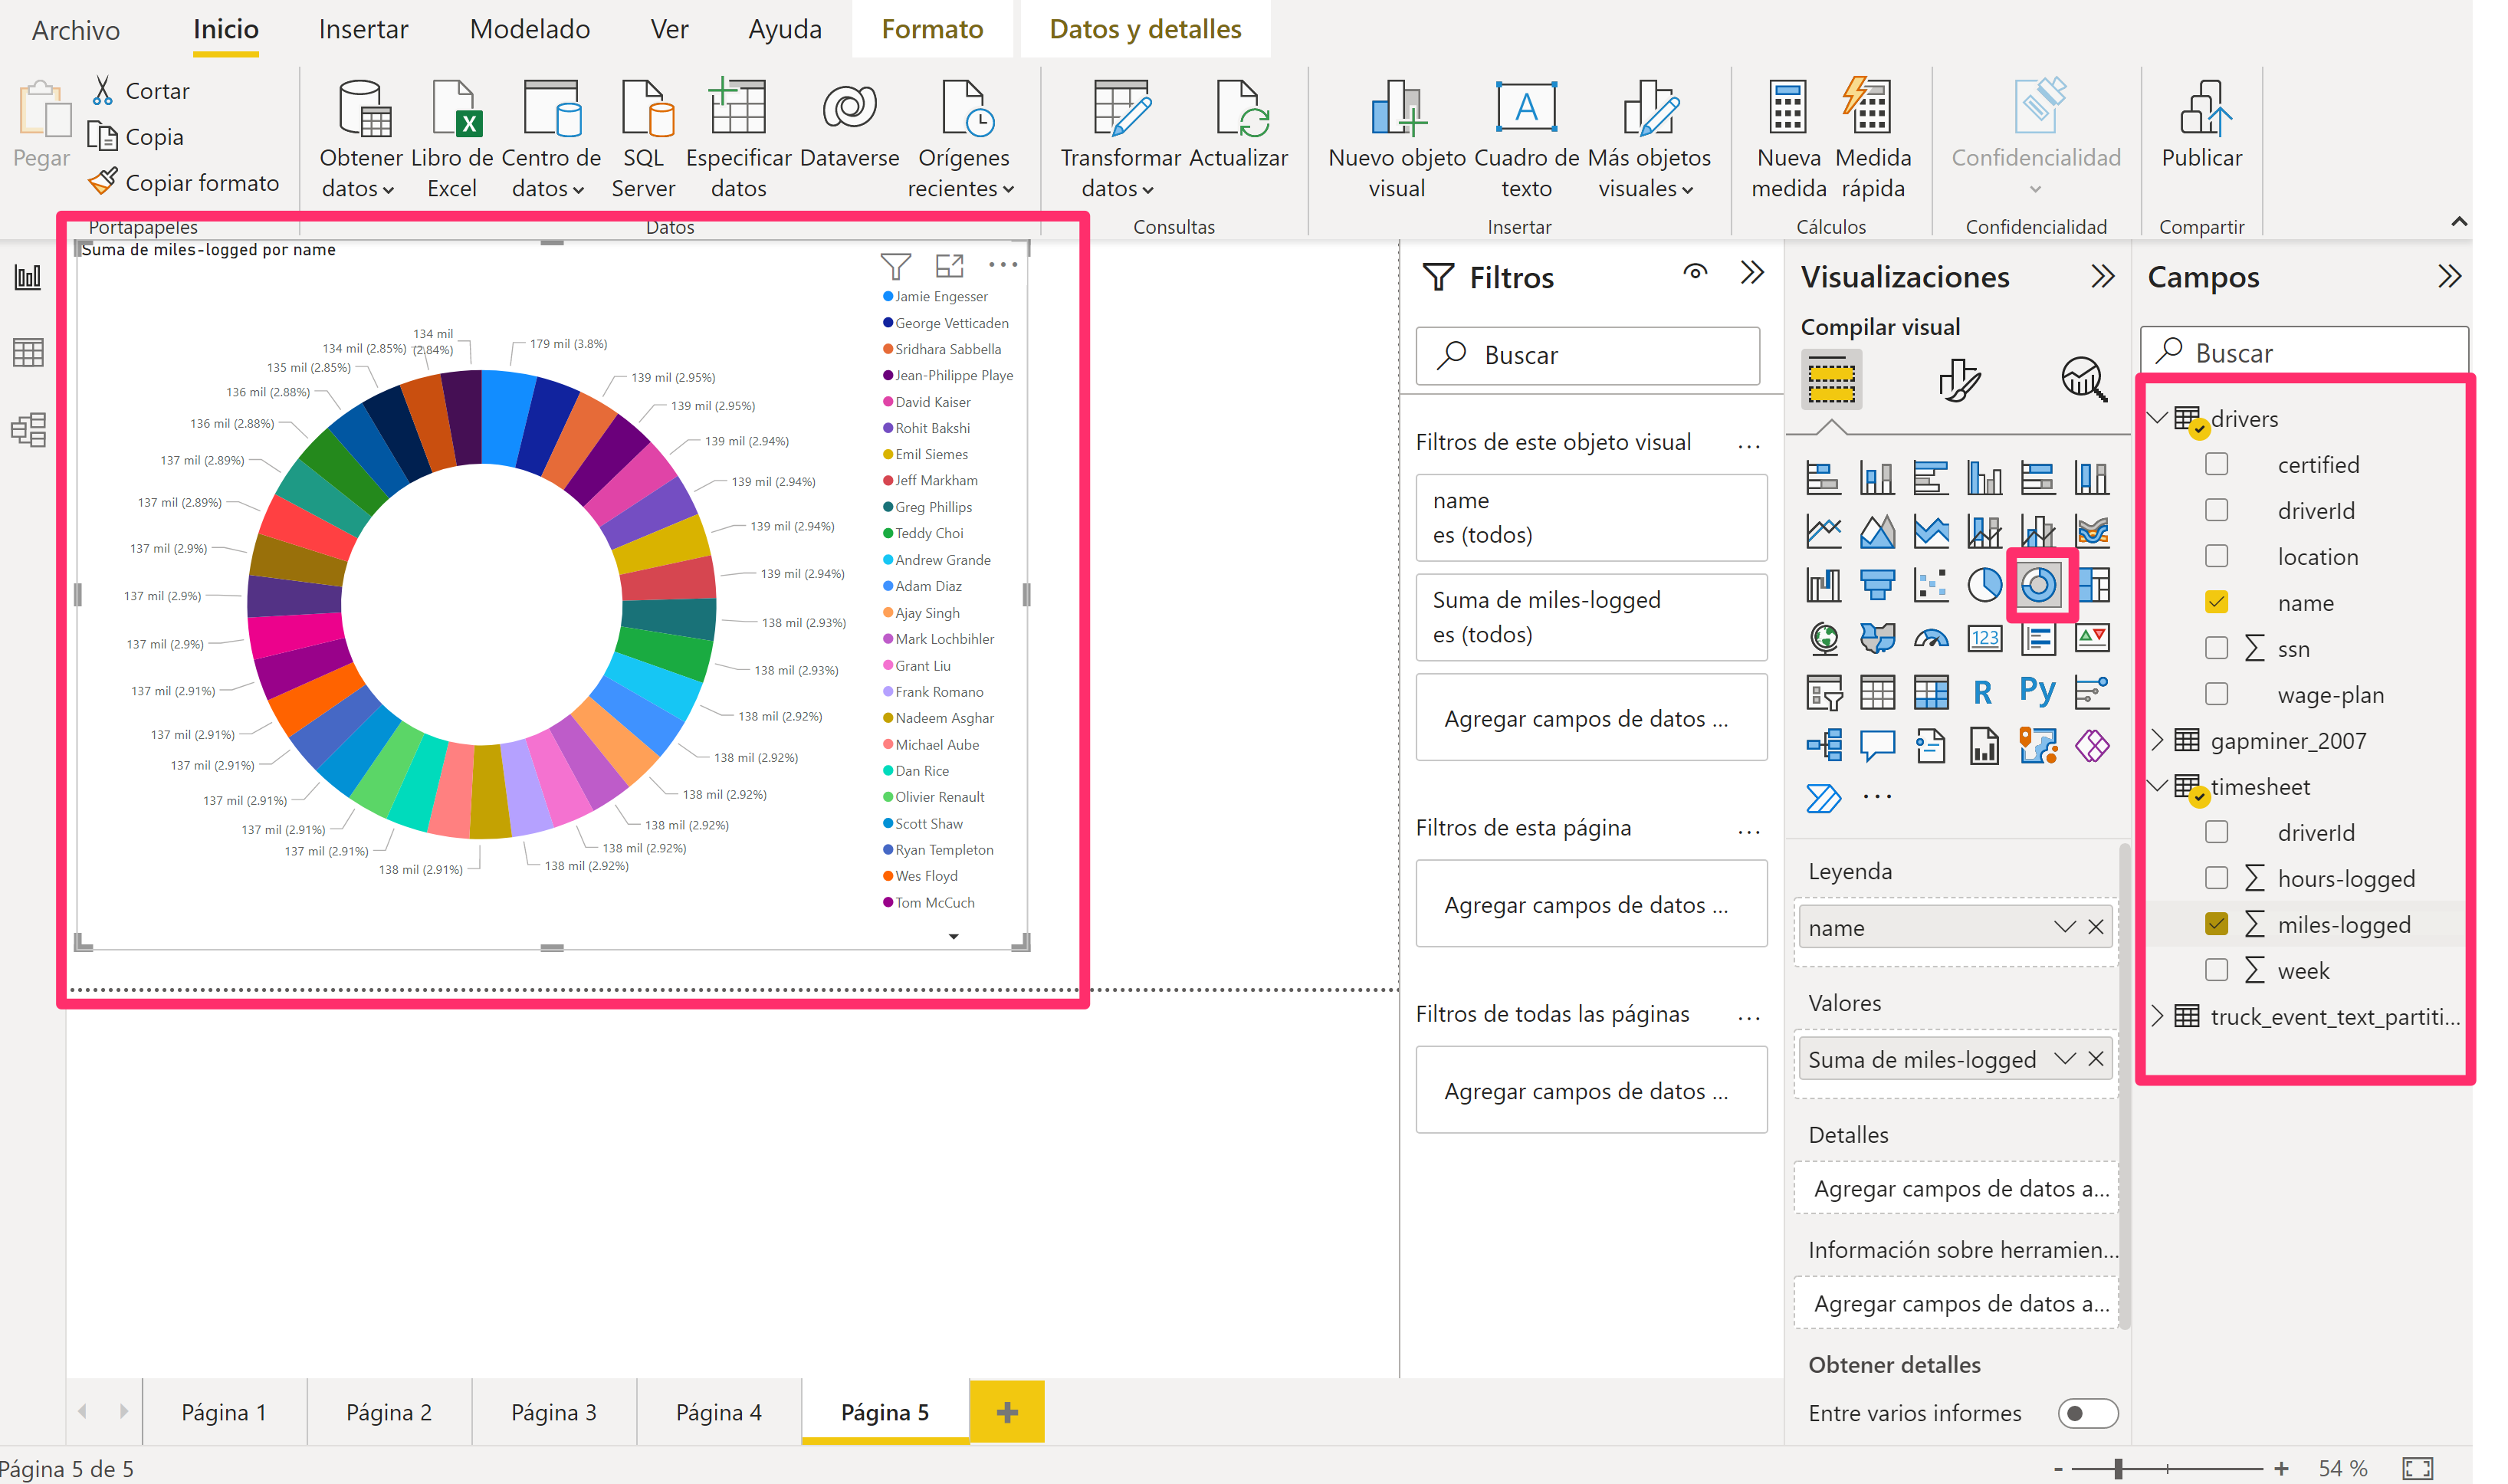 Archivo
Inicio
Insertar
Modelado
Ver
Ayuda
Formato
Datos y detalles
Pegar
Cortar
Copia
Copiar formato
Portapapeles
Obtener
datos
Libro de
Excel
Centro de
datos
SQL
Server
Especificar
datos
Dataverse
Orígenes
recientes
Datos
Transformar
datos
Actualizar
Consultas
Nuevo objeto
visual
A
Cuadro de
texto
Más objetos
visuales
Insertar
Nueva
medida
Medida
rápida
Cálculos
Confidencialidad
Confidencialidad
Publicar
Compartir
Suma de miles-logged por name
134 mil
(2.84%)
134 mil (2.85%)
135 mil (2.85%)
136 mil (2.88%)
136 mil (2.88%)
137 mil (2.89%)
137 mil (2.89%)
137 mil (2.9%)
137 mil (2.9%)
137 mil (2.9%)
137 mil (2.91%)
137 mil (2.91%)
137 mil (2.91%)
137 mil (2.91%)
137 mil (2.91%)
137 mil (2.91%)
138 mil (2.91%)
179 mil (3.8%)
139 mil (2.95%)
139 mil (2.95%)
139 mil (2.94%)
139 mil (2.94%)
139 mil (2.94%)
139 mil (2.94%)
138 mil (2.93%)
138 mil (2.93%)
138 mil (2.92%)
138 mil (2.92%)
138 mil (2.92%)
138 mil (2.92%)
138 mil (2.92%)
138 mil (2.92%)
Jamie Engesser
George Vetticaden
Sridhara Sabbella
Jean-Philippe Playe
David Kaiser
Rohit Bakshi
Emil Siemes
Jeff Markham
Greg Phillips
Teddy Choi
Andrew Grande
Adam Diaz
Ajay Singh
Mark Lochbihler
Grant Liu
Frank Romano
Nadeem Asghar
Michael Aube
Dan Rice
Olivier Renault
Scott Shaw
Ryan Templeton
Wes Floyd
Tom McCuch
Filtros
Buscar
Filtros de este objeto visual ...
name
es (todos)
Suma de miles-logged
es (todos)
Agregar campos de datos ...
Filtros de esta página ...
Agregar campos de datos ...
Filtros de todas las páginas ...
Agregar campos de datos ...
Visualizaciones
Compilar visual
123
R
Py
...
Leyenda
name
Valores
Suma de miles-logged
Detalles
Agregar campos de datos a...
Información sobre herramien...
Agregar campos de datos a...
Obtener detalles
Entre varios informes
Campos
Buscar
drivers
certified
driverId
location
name
∑ ssn
wage-plan
gapminer_2007
timesheet
driverId
∑ hours-logged
∑ miles-logged
∑ week
truck_event_text_partiti...
Página 1
Página 2
Página 3
Página 4
Página 5
+
Página 5 de 5
- + 54 %